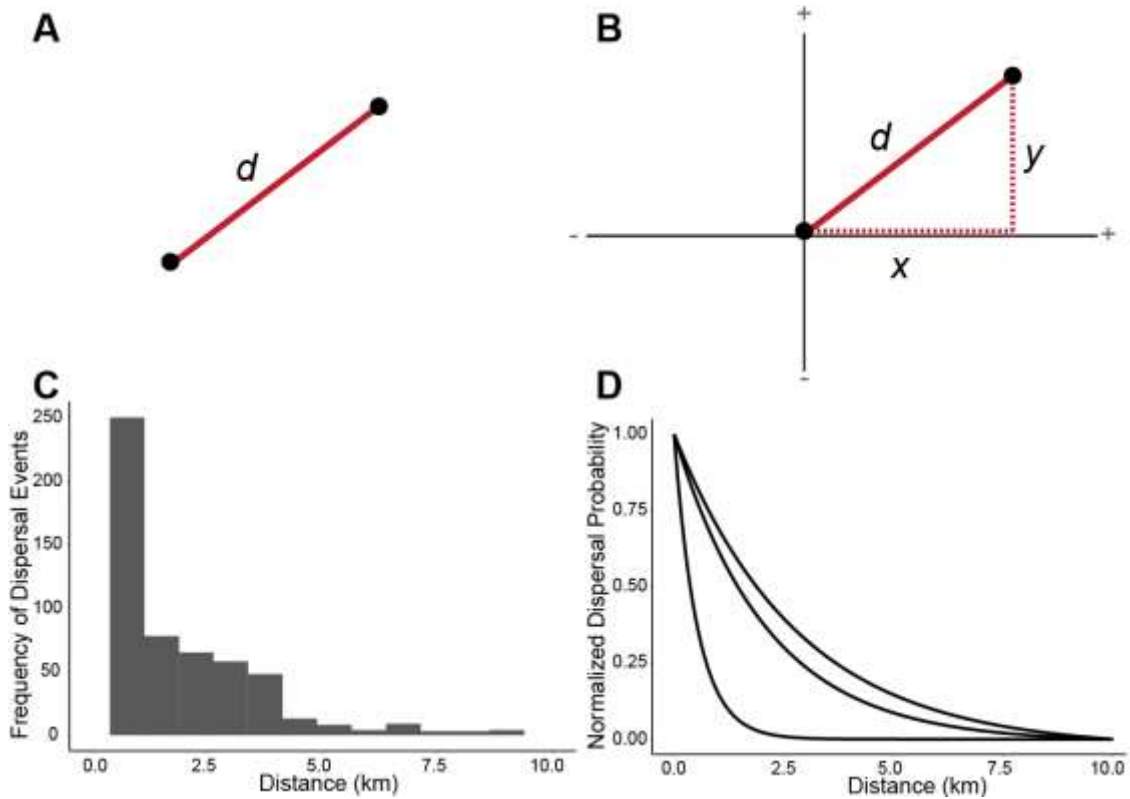 A
d
B
+
d
y
-
+
x
-
C
Frequency of Dispersal Events
250
200
150
100
50
0
0.0 2.5 5.0 7.5 10.0
Distance (km)
D
Normalized Dispersal Probability
1.00
0.75
0.50
0.25
0.00
0.0 2.5 5.0 7.5 10.0
Distance (km)